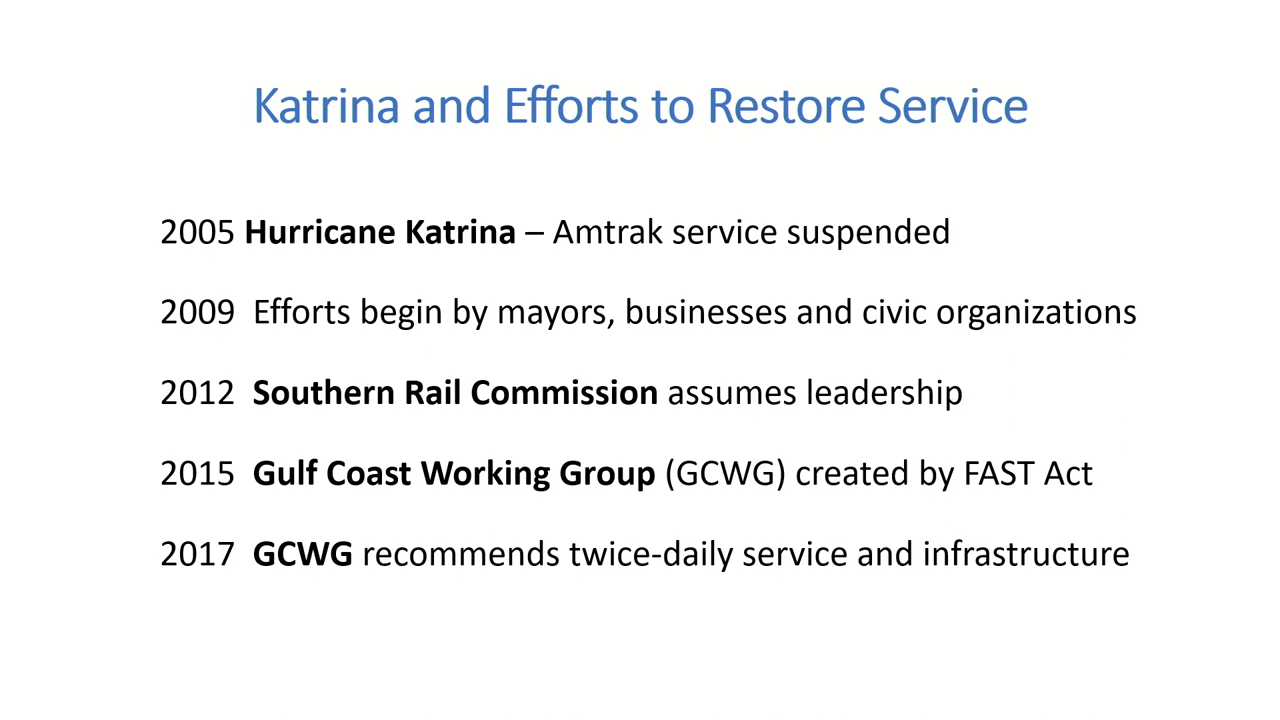 Katrina and Efforts to Restore Service
2005 Hurricane Katrina – Amtrak service suspended
2009 Efforts begin by mayors, businesses and civic organizations
2012 Southern Rail Commission assumes leadership
2015 Gulf Coast Working Group (GCWG) created by FAST Act
2017 GCWG recommends twice-daily service and infrastructure